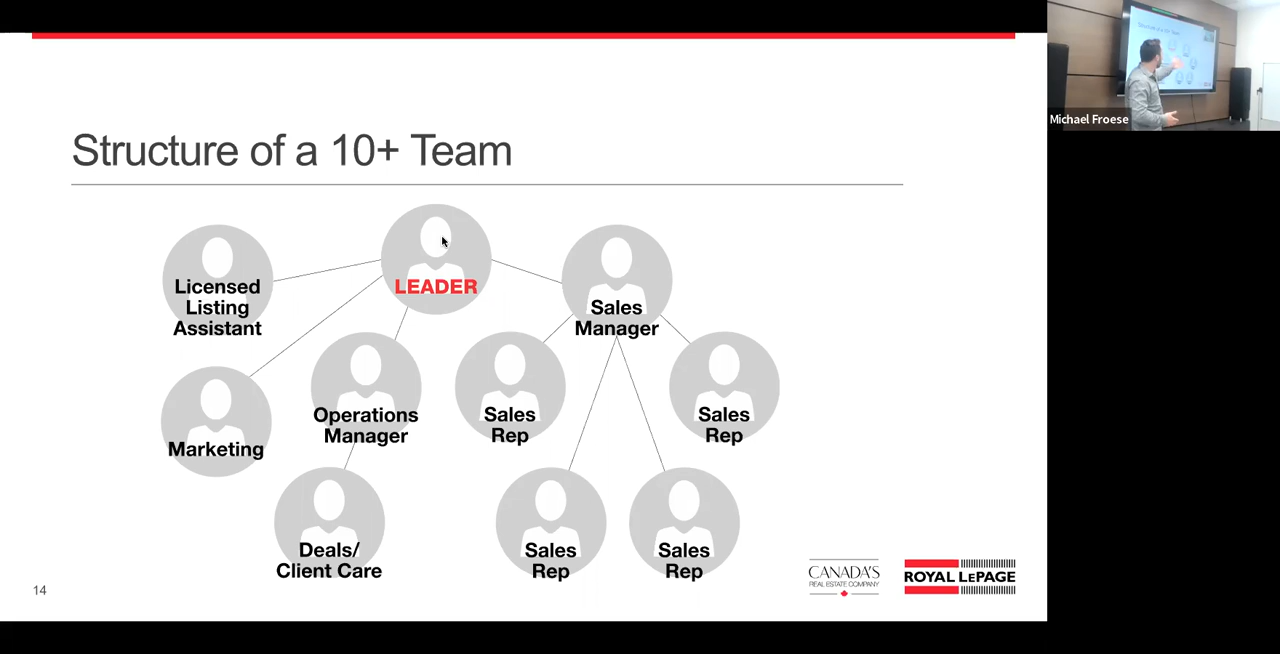 Structure of a 10+ Team
Michael Froese
Licensed
Listing
Assistant
LEADER
Sales
Manager
Marketing
Operations
Manager
Sales
Rep
Sales
Rep
Deals/
Client Care
Sales
Rep
Sales
Rep
14
CANADA'S
REAL ESTATE COMPANY
ROYAL LEPAGE